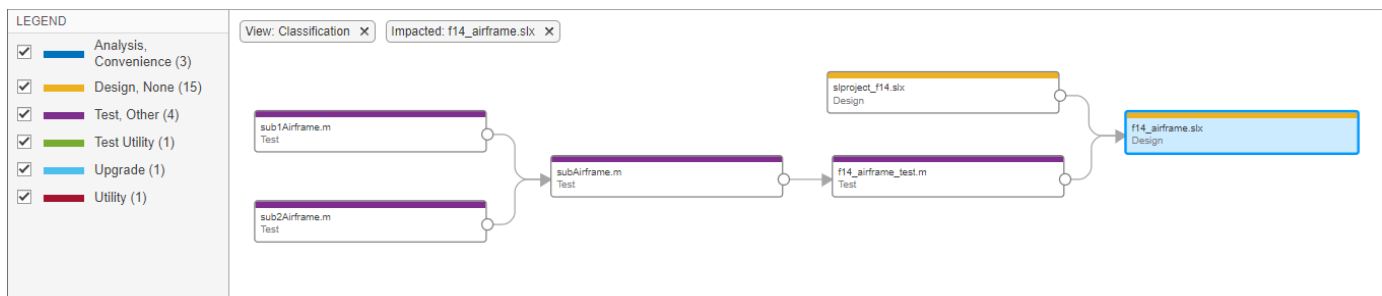 LEGEND
Analysis,
Convenience (3)
Design, None (15)
Test, Other (4)
Test Utility (1)
Upgrade (1)
Utility (1)
View: Classification ✕
Impacted: f14_airframe.slx ✕
slproject_f14.slx
Design
sub1Airframe.m
Test
f14_airframe.slx
Design
subAirframe.m
Test
f14_airframe_test.m
Test
sub2Airframe.m
Test